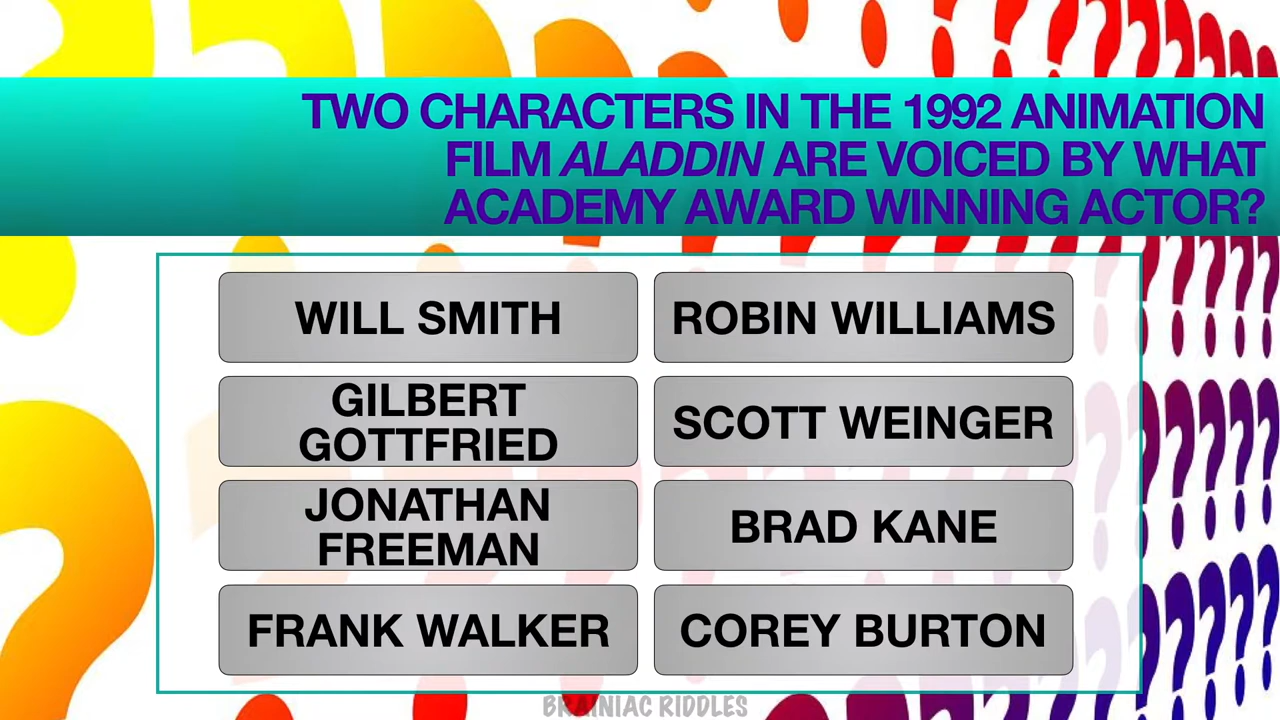 TWO CHARACTERS IN THE 1992 ANIMATION
FILM ALADDIN ARE VOICED BY WHAT
ACADEMY AWARD WINNING ACTOR?
WILL SMITH
ROBIN WILLIAMS
GILBERT
GOTTFRIED
SCOTT WEINGER
JONATHAN
FREEMAN
BRAD KANE
FRANK WALKER
COREY BURTON
BRAINIAC RIDDLES